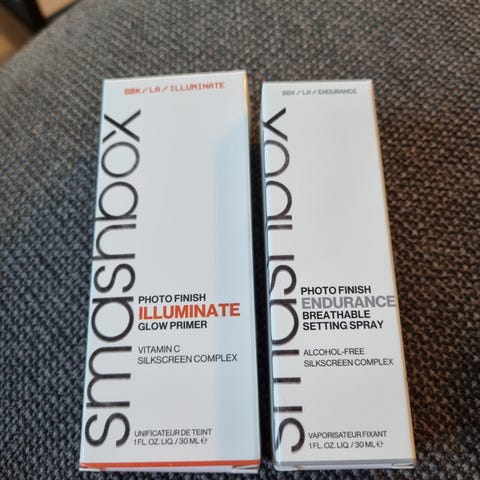 SBX/LA/ILLUMINATE
smashbox
PHOTO FINISH
ILLUMINATE
GLOW PRIMER
VITAMIN C
SILKSCREEN COMPLEX
UNIFICATEUR DE TEINT
1 FL. OZ. LIQ. / 30 ML ℮
SBX/LA/ENDURANCE
smashbox
PHOTO FINISH
ENDURANCE
BREATHABLE
SETTING SPRAY
ALCOHOL-FREE
SILKSCREEN COMPLEX
VAPORISATEUR FIXANT
1 FL. OZ. LIQ. / 30 ML ℮